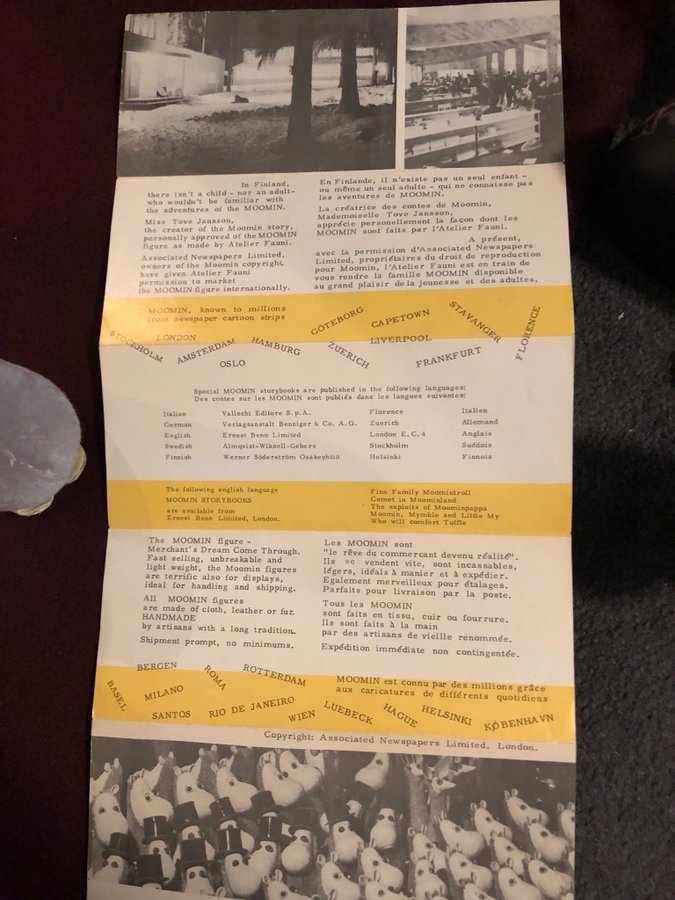 In Finland,
there isn't a child - nor an adult-
who wouldn't be familiar with
the adventures of the MOOMIN.
Miss Tove Jansson,
the creator of the Moomin story,
personally approved of the MOOMIN
figure as made by Atelier Fauni.
Associated Newspapers Limited,
owners of the Moomin copyright,
have given Atelier Fauni
permission to market
the MOOMIN figure internationally.
En Finlande, il n'existe pas un seul enfant -
ou même un seul adulte - qui ne connaisse pas
les aventures de MOOMIN.
La créatrice des contes de Moomin,
Mademoiselle Tove Jansson,
apprécie personellement la façon dont les
MOOMIN sont faits par l'Atelier Fauni.
A présent,
avec la permission d'Associated Newspapers
Limited, propriétaires du droit de reproduction
pour Moomin, l'Atelier Fauni est en train de
vous rendre la famille MOOMIN disponible
au grand plaisir de la jeunesse et des adultes.
MOOMIN, known to millions
from newspaper cartoon strips
LONDON
STOCKHOLM
AMSTERDAM
OSLO
HAMBURG
GÖTEBORG
ZUERICH
CAPETOWN
LIVERPOOL
STAVANGER
FRANKFURT
FLORENCE
Special MOOMIN storybooks are published in the following languages:
Des contes sur les MOOMIN sont publiés dans les langues suivantes:
Italian Vallechi Editore S.p.A. Florence Italien
German Verlagsanstalt Benziger & Co. A.G. Zuerich Allemand
English Ernest Benn Limited London E.C.4 Anglais
Swedish Almqvist-Wiksell-Gebers Stockholm Suédois
Finnish Werner Söderström Osakeyhtiö Helsinki Finnois
The following english language
MOOMIN STORYBOOKS
are available from
Ernest Benn Limited, London.
Finn Family Moomintroll
Comet in Moominland
The exploits of Moominpappa
Moomin, Mymble and Little My
Who will comfort Toffle
The MOOMIN figure -
Merchant's Dream Come Through.
Fast selling, unbreakable and
light weight, the Moomin figures
are terrific also for displays,
ideal for handling and shipping.
All MOOMIN figures
are made of cloth, leather or fur.
HANDMADE
by artisans with a long tradition.
Shipment prompt, no minimums.
Les MOOMIN sont
"le rêve du commercant devenu réalité".
Ils se vendent vite, sont incassables,
légers, idéals à manier et à expédier.
Egalement merveilleux pour étalages.
Parfaits pour livraison par la poste.
Tous les MOOMIN
sont faits en tissu, cuir ou fourrure.
Ils sont faits à la main
par des artisans de vieille renommée.
Expédition immédiate non contingentée.
BASEL
BERGEN
MILANO
SANTOS
ROMA
RIO DE JANEIRO
ROTTERDAM
WIEN
LUEBECK
HAGUE
HELSINKI
KØBENHAVN
MOOMIN est connu par des millions grâce
aux caricatures de différents quotidiens
Copyright: Associated Newspapers Limited, London.